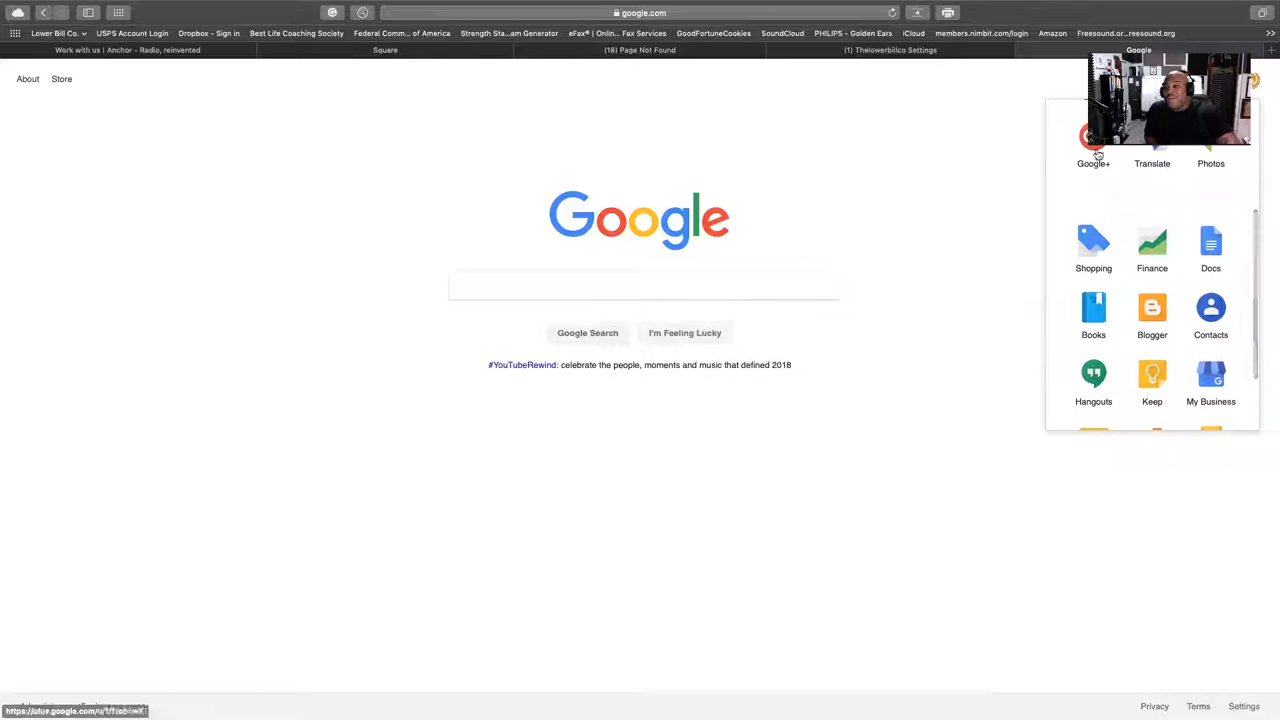 google.com
Lower Bill Co. USPS Account Login Dropbox - Sign in Best Life Coaching Society Federal Comm... of America Strength Sta...am Generator eFax® | Onlin... Fax Services GoodFortuneCookies SoundCloud PHILIPS - Golden Ears iCloud members.nimbit.com/login Amazon Freesound.or...reesound.org
Work with us | Anchor - Radio, reinvented Square (18) Page Not Found (1) Thelowerbillco Settings Google
About Store
Google+ Translate Photos
Google
Shopping Finance Docs
Books Blogger Contacts
Google Search I'm Feeling Lucky
#YouTubeRewind: celebrate the people, moments and music that defined 2018
Hangouts Keep My Business
Privacy Terms Settings